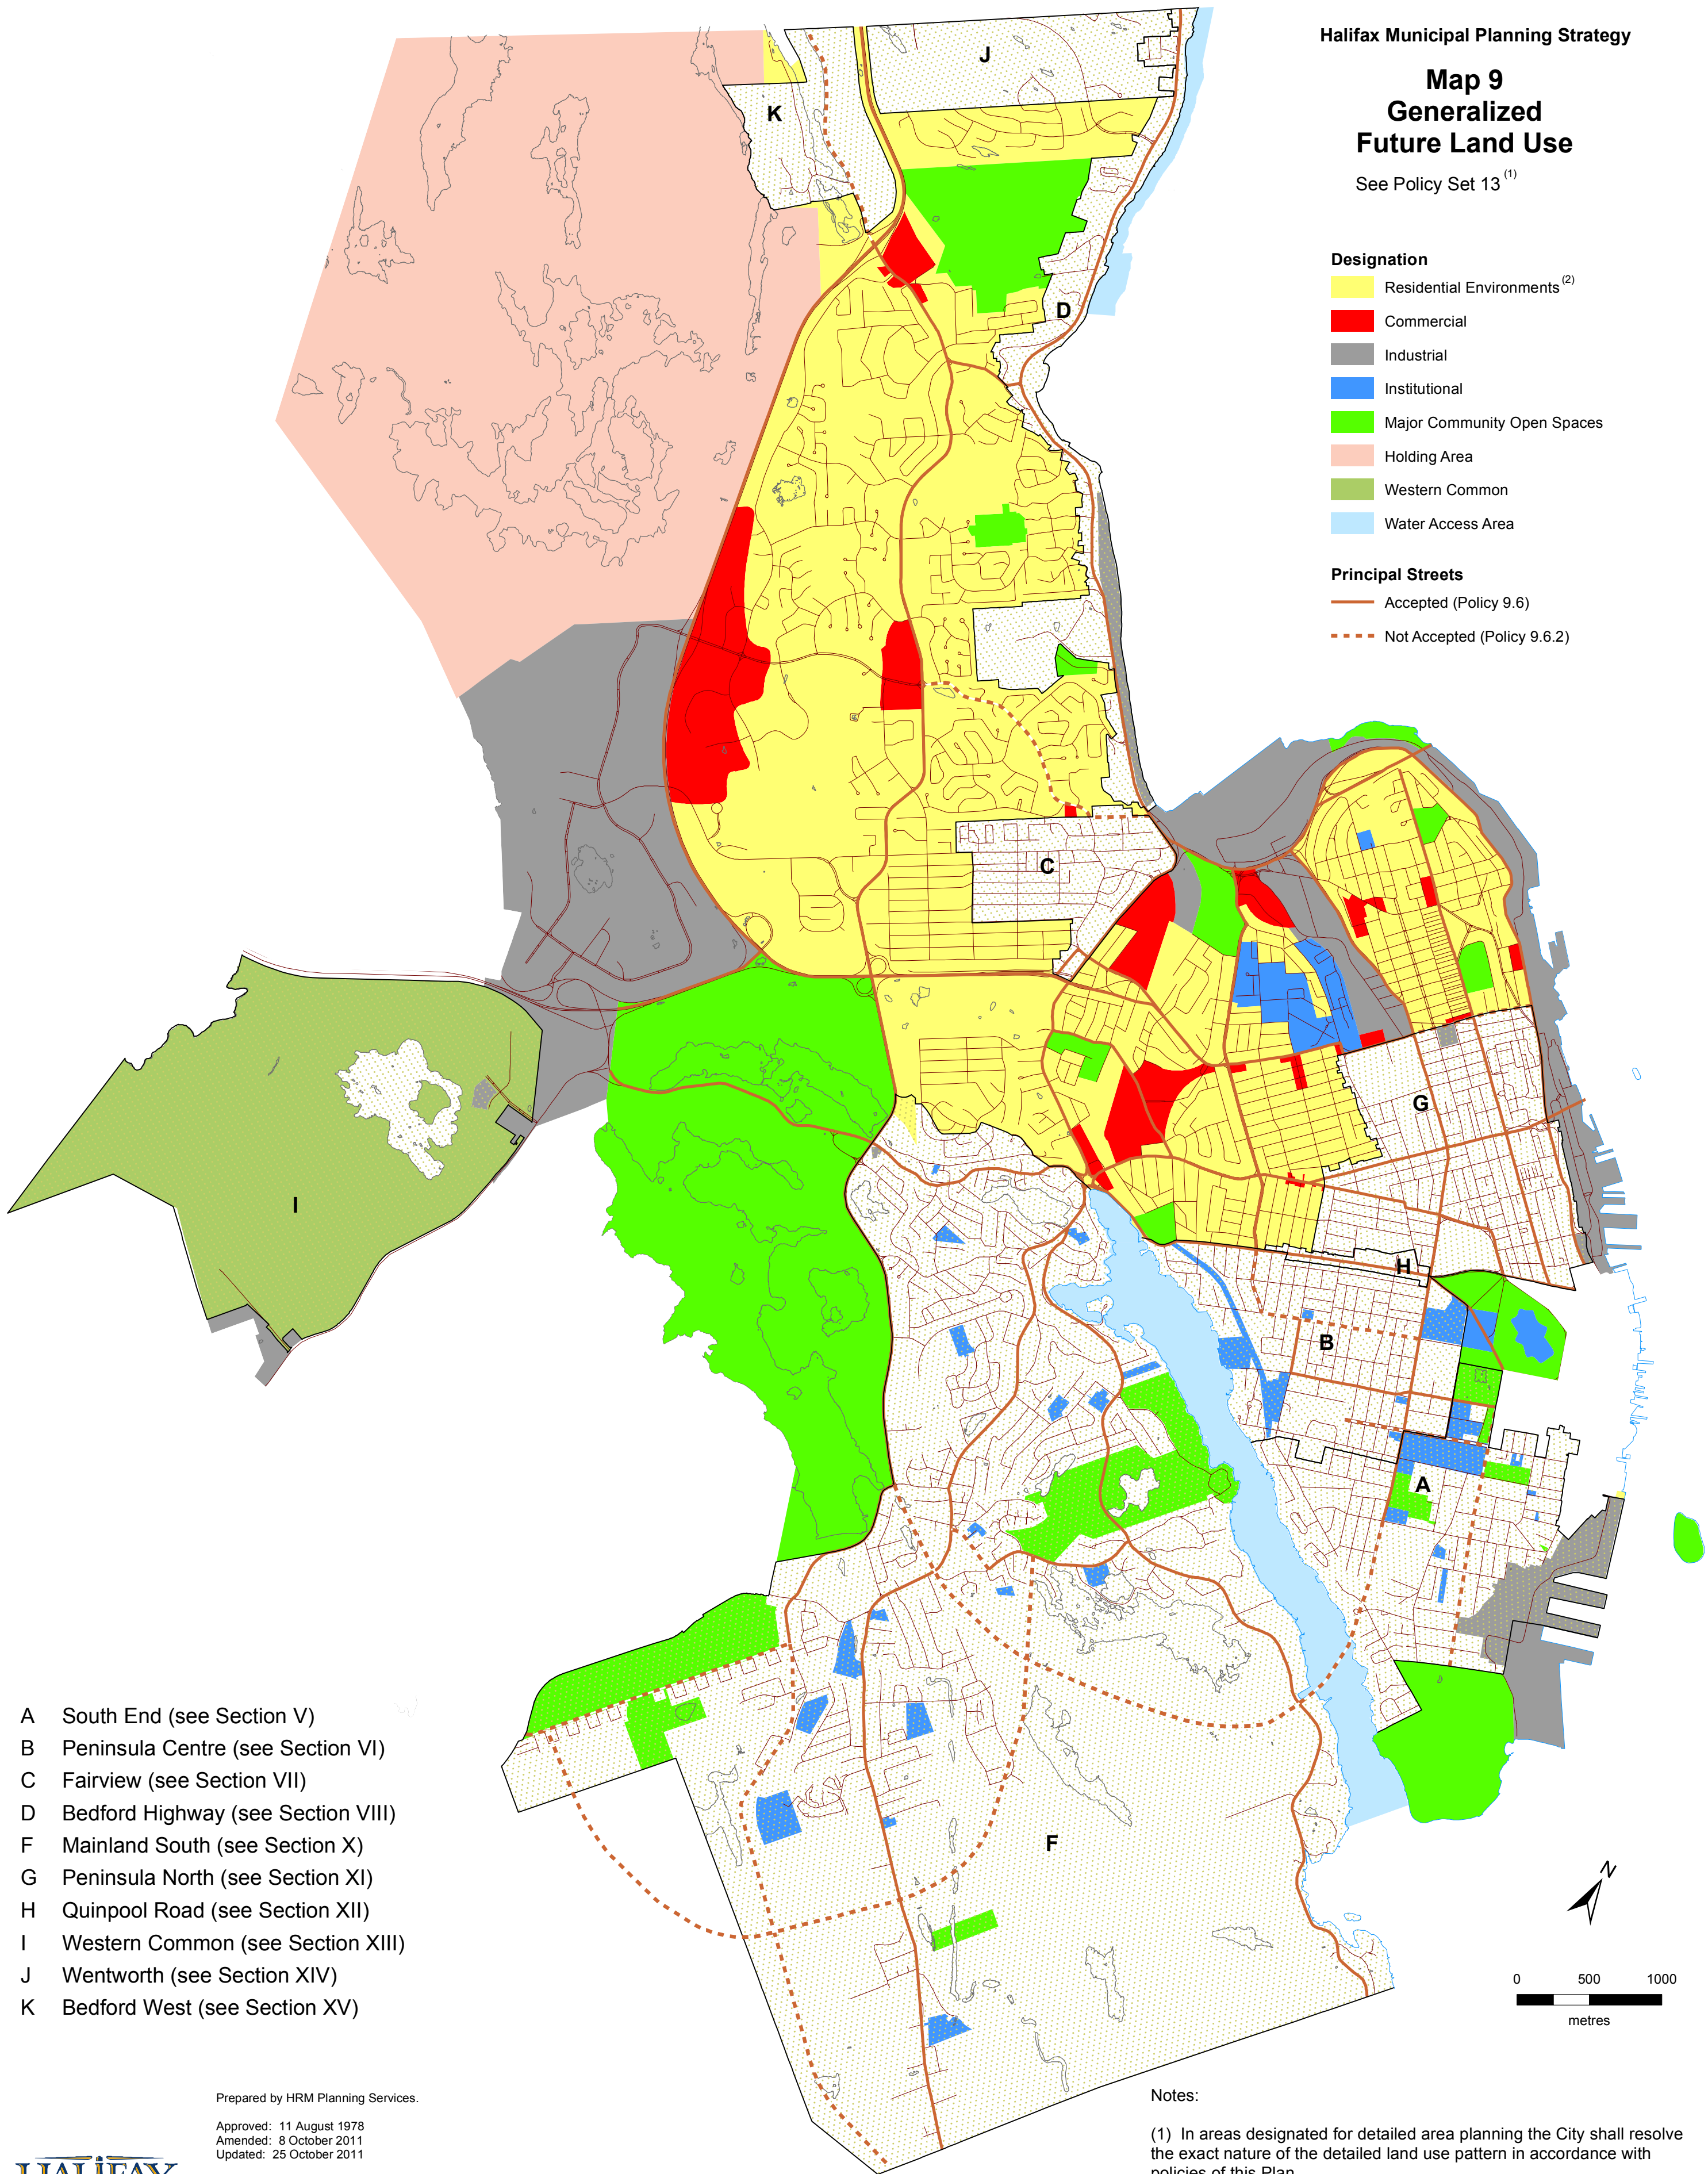 Halifax Municipal Planning Strategy
Map 9
Generalized
Future Land Use
See Policy Set 13 (1)
Designation
Residential Environments (2)
Commercial
Industrial
Institutional
Major Community Open Spaces
Holding Area
Western Common
Water Access Area
Principal Streets
Accepted (Policy 9.6)
Not Accepted (Policy 9.6.2)
J
K
D
C
G
I
H
B
A
F
A South End (see Section V)
B Peninsula Centre (see Section VI)
C Fairview (see Section VII)
D Bedford Highway (see Section VIII)
F Mainland South (see Section X)
G Peninsula North (see Section XI)
H Quinpool Road (see Section XII)
I Western Common (see Section XIII)
J Wentworth (see Section XIV)
K Bedford West (see Section XV)
N
0 500 1000
metres
Prepared by HRM Planning Services.
Approved: 11 August 1978
Amended: 8 October 2011
Updated: 25 October 2011
HALIFAX
Notes:
(1) In areas designated for detailed area planning the City shall resolve
the exact nature of the detailed land use pattern in accordance with
policies of this Plan